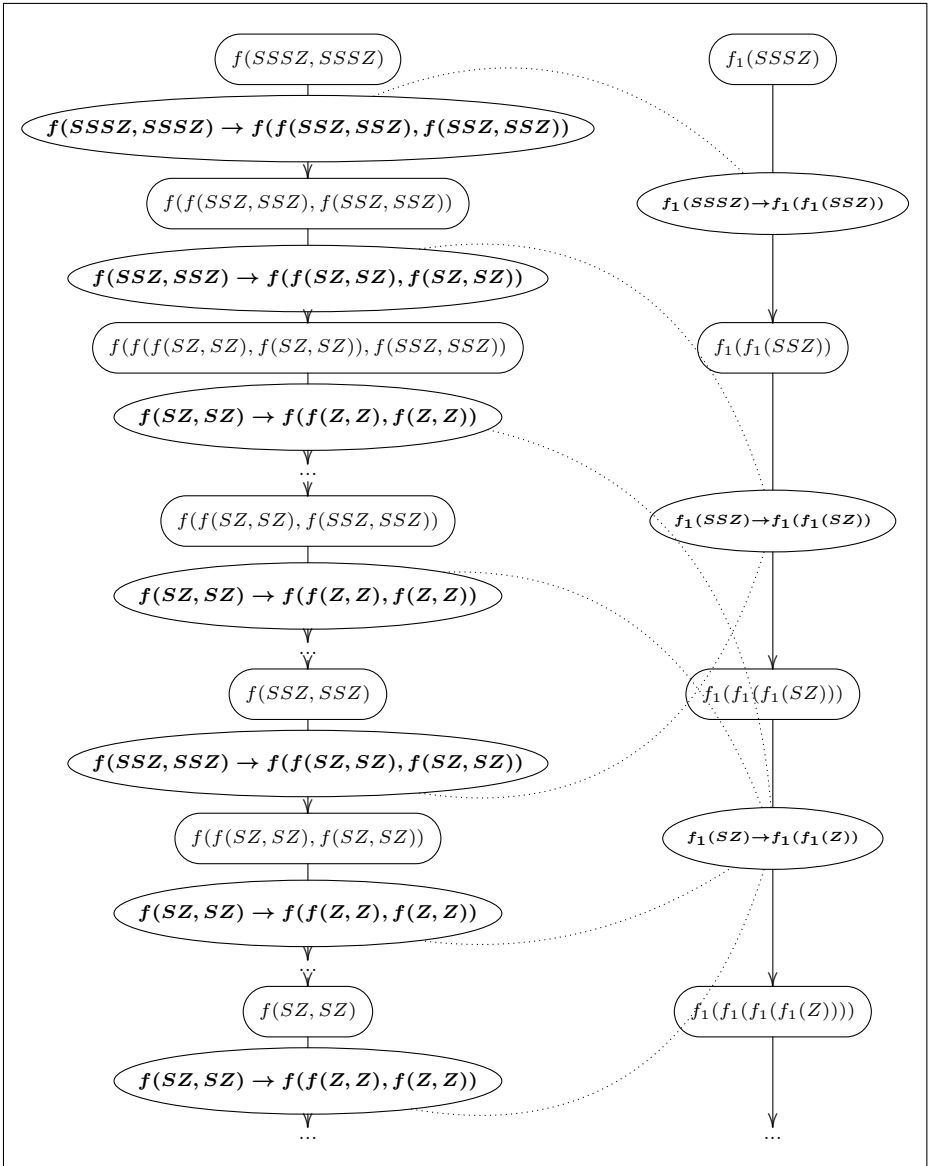 f(SSSZ, SSSZ)
f₁(SSSZ)
f(SSSZ, SSSZ) → f(f(SSZ, SSZ), f(SSZ, SSZ))
f(f(SSZ, SSZ), f(SSZ, SSZ))
f₁(SSSZ)→f₁(f₁(SSZ))
f(SSZ, SSZ) → f(f(SZ, SZ), f(SZ, SZ))
f(f(f(SZ, SZ), f(SZ, SZ)), f(SSZ, SSZ))
f₁(f₁(SSZ))
f(SZ, SZ) → f(f(Z, Z), f(Z, Z))
...
f(f(SZ, SZ), f(SSZ, SSZ))
f₁(SSZ)→f₁(f₁(SZ))
f(SZ, SZ) → f(f(Z, Z), f(Z, Z))
...
f(SSZ, SSZ)
f₁(f₁(f₁(SZ)))
f(SSZ, SSZ) → f(f(SZ, SZ), f(SZ, SZ))
f(f(SZ, SZ), f(SZ, SZ))
f₁(SZ)→f₁(f₁(Z))
f(SZ, SZ) → f(f(Z, Z), f(Z, Z))
...
f(SZ, SZ)
f₁(f₁(f₁(f₁(Z))))
f(SZ, SZ) → f(f(Z, Z), f(Z, Z))
...
...